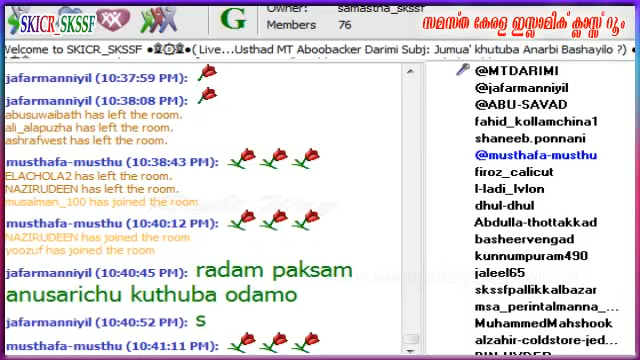 SKICR_SKSSF
G
Owner: samastha_skssf
Members 76
സമസ്ത കേരള ഇസ്ലാമിക് ക്ലാസ്സ് റൂം
Welcome to SKICR_SKSSF ( Live...Usthad MT Aboobacker Darimi Subj: Jumua' khutuba Anarbi Bashayilo ?)
jafarmanniyil (10:37:59 PM):
jafarmanniyil (10:38:08 PM):
abusuwaibath has left the room.
ali_alapuzha has left the room.
ashrafwest has left the room.
musthafa-musthu (10:38:43 PM):
ELACHOLA2 has left the room.
NAZIRUDEEN has left the room.
musalman_100 has joined the room
musthafa-musthu (10:40:12 PM):
NAZIRUDEEN has joined the room
yoozuf has joined the room
jafarmanniyil (10:40:45 PM): radam paksam
anusarichu kuthuba odamo
jafarmanniyil (10:40:52 PM): S
musthafa-musthu (10:41:11 PM):
@MTDARIMI
@jafarmanniyil
@ABU-SAVAD
fahid_kollamchina1
shaneeb.ponnani
@musthafa-musthu
firoz_calicut
l-ladi_lvlon
dhul-dhul
Abdulla-thottakkad
basheervengad
kunnumpuram490
jaleel65
skssfpallikkalbazar
msa_perintalmanna_...
MuhammedMahshook
alzahir-coldstore-jed...